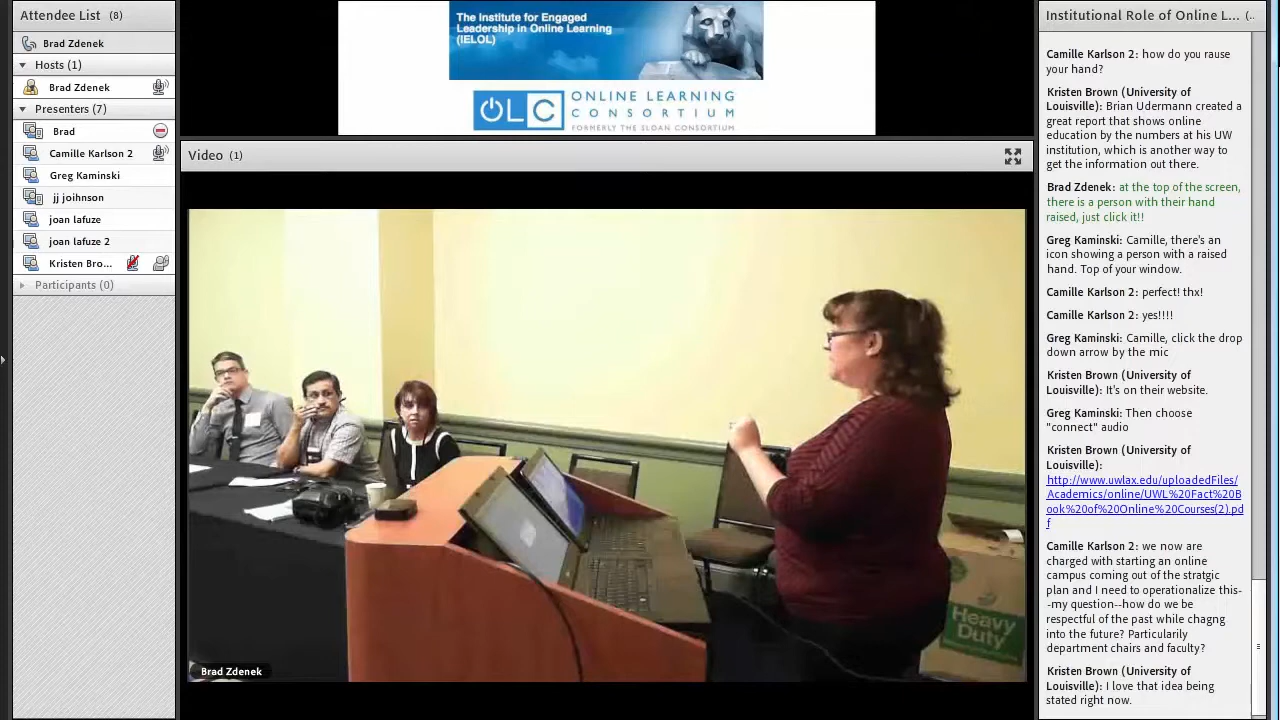 Attendee List (8)
Brad Zdenek
Hosts (1)
Brad Zdenek
Presenters (7)
Brad
Camille Karlson 2
Greg Kaminski
jj joihnson
joan lafuze
joan lafuze 2
Kristen Bro...
Participants (0)
The Institute for Engaged
Leadership in Online Learning
(IELOL)
OLC
ONLINE LEARNING
CONSORTIUM
FORMERLY THE SLOAN CONSORTIUM
Video (1)
Heavy
Duty
Brad Zdenek
Institutional Role of Online L... (..
Camille Karlson 2: how do you rause
your hand?
Kristen Brown (University of
Louisville): Brian Udermann created a
great report that shows online
education by the numbers at his UW
institution, which is another way to
get the information out there.
Brad Zdenek: at the top of the screen,
there is a person with their hand
raised, just click it!!
Greg Kaminski: Camille, there's an
icon showing a person with a raised
hand. Top of your window.
Camille Karlson 2: perfect! thx!
Camille Karlson 2: yes!!!!
Greg Kaminski: Camille, click the drop
down arrow by the mic
Kristen Brown (University of
Louisville): It's on their website.
Greg Kaminski: Then choose
"connect" audio
Kristen Brown (University of
Louisville):
http://www.uwlax.edu/uploadedFiles/
Academics/online/UWL%20Fact%20B
ook%20of%20Online%20Courses(2).pd
f
Camille Karlson 2: we now are
charged with starting an online
campus coming out of the stratgic
plan and I need to operationalize this-
-my question--how do we be
respectful of the past while chagng
into the future? Particularily
department chairs and faculty?
Kristen Brown (University of
Louisville): I love that idea being
stated right now.